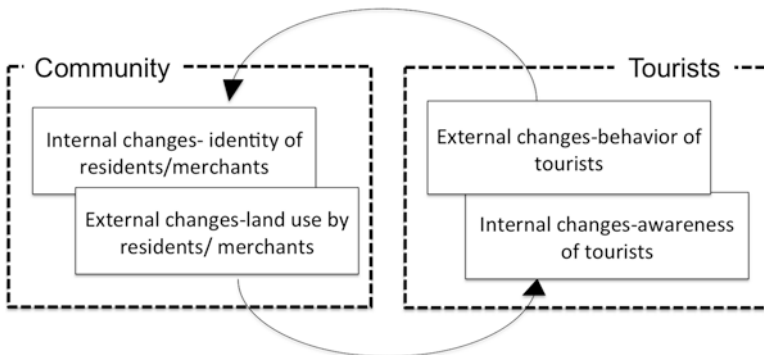 Community
Internal changes- identity of
residents/merchants
External changes-land use by
residents/ merchants
Tourists
External changes-behavior of
tourists
Internal changes-awareness
of tourists